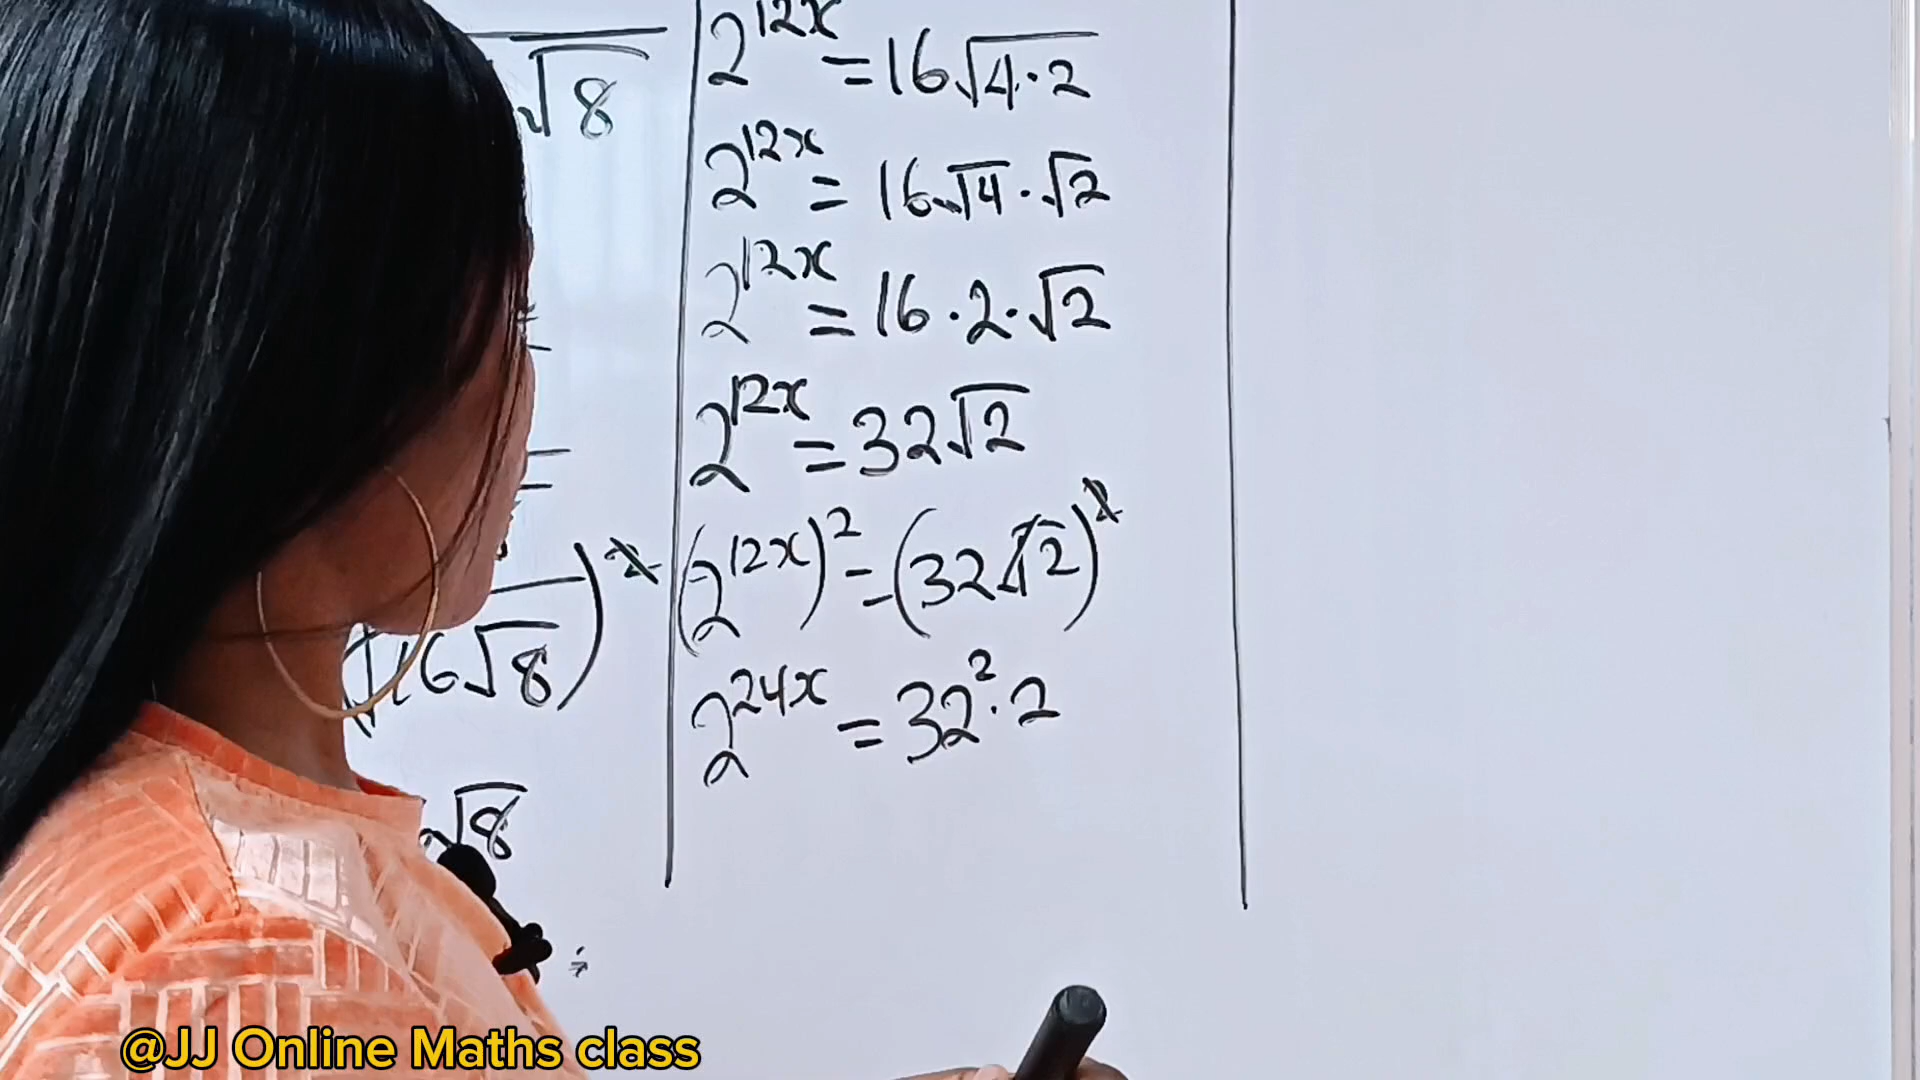 √8
√16√8)²
√8
2^12x = 16√4·2
2^12x = 16√4·√2
2^12x = 16·2·√2
2^12x = 32√2
(2^12x)² = (32√2)²
2^24x = 32²·2
@JJ Online Maths class